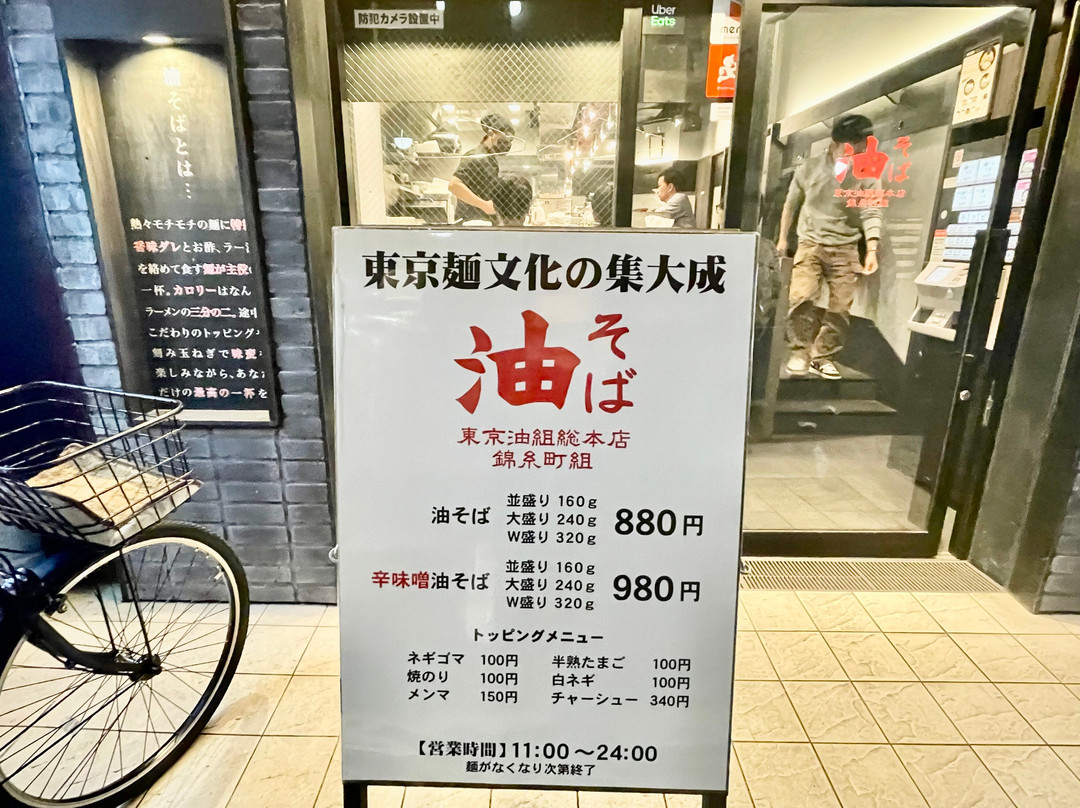 防犯カメラ設置中
Uber
Eats
そばとは…
熱々モチモチの麺に特製
香味ダレとお酢、ラー
を絡めて食す麺が主役の
一杯。カロリーはなん
ラーメンの三分の二。途中
こだわりのトッピング
刻み玉ねぎで味変
楽しみながら、あな
だけの最高の一杯を
油そば
東京油組総本店
錦糸町組
東京麺文化の集大成
油そば
東京油組総本店
錦糸町組
油そば 並盛り 160g 大盛り 240g W盛り 320g 880円
辛味噌油そば 並盛り 160g 大盛り 240g W盛り 320g 980円
トッピングメニュー
ネギゴマ 100円 半熟たまご 100円
焼のり 100円 白ネギ 100円
メンマ 150円 チャーシュー 340円
【営業時間】11:00〜24:00
麺がなくなり次第終了